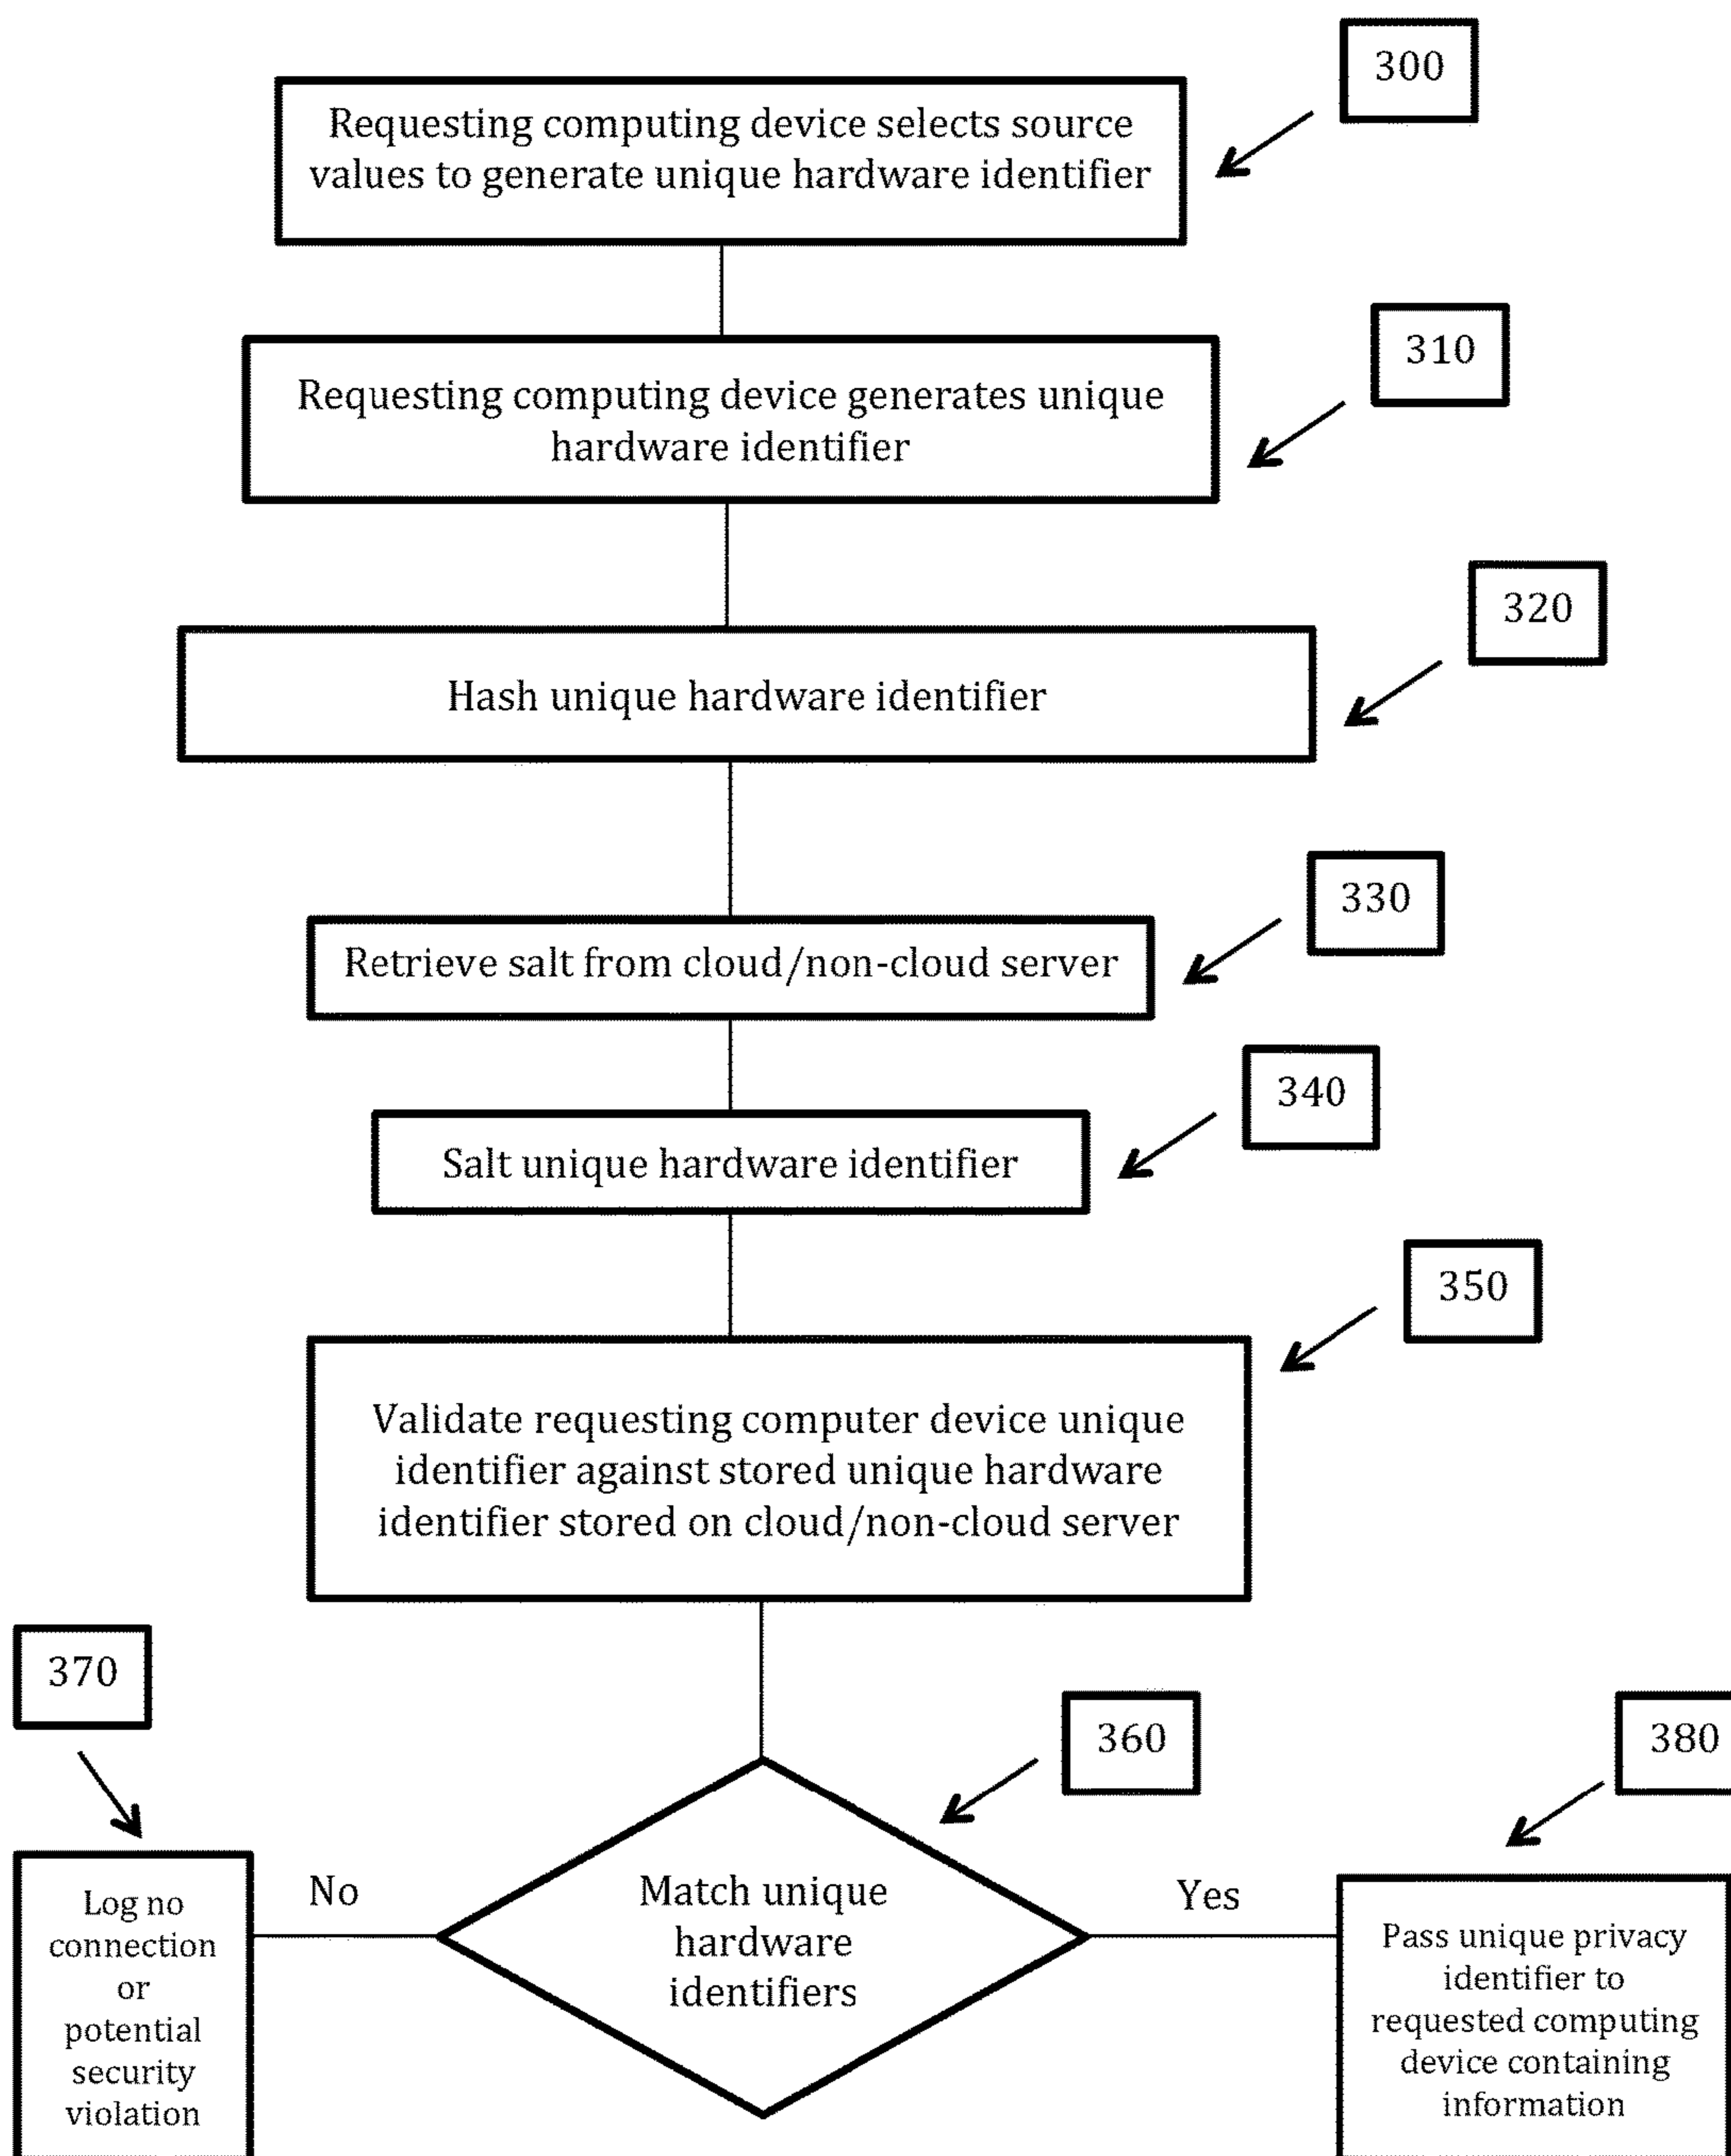 300
Requesting computing device selects source
values to generate unique hardware identifier
310
Requesting computing device generates unique
hardware identifier
320
Hash unique hardware identifier
330
Retrieve salt from cloud/non-cloud server
340
Salt unique hardware identifier
350
Validate requesting computer device unique
identifier against stored unique hardware
identifier stored on cloud/non-cloud server
370
360
380
No
Match unique
hardware
identifiers
Yes
Log no
connection
or
potential
security
violation
Pass unique privacy
identifier to
requested computing
device containing
information